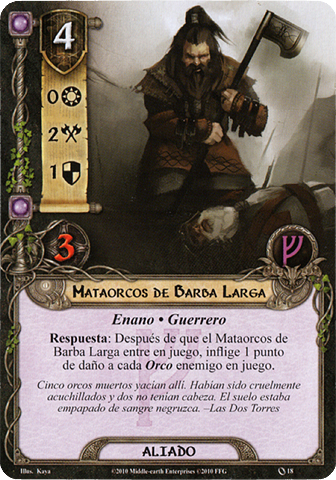 4
0
2
1
3
Mataorcos de Barba Larga
Enano • Guerrero
Respuesta: Después de que el Mataorcos de
Barba Larga entre en juego, inflige 1 punto
de daño a cada Orco enemigo en juego.
Cinco orcos muertos yacían allí. Habían sido cruelmente
acuchillados y dos no tenían cabeza. El suelo estaba
empapado de sangre negruzca. –Las Dos Torres
ALIADO
Illus. Kaya
©2010 Middle-earth Enterprises ©2010 FFG
18